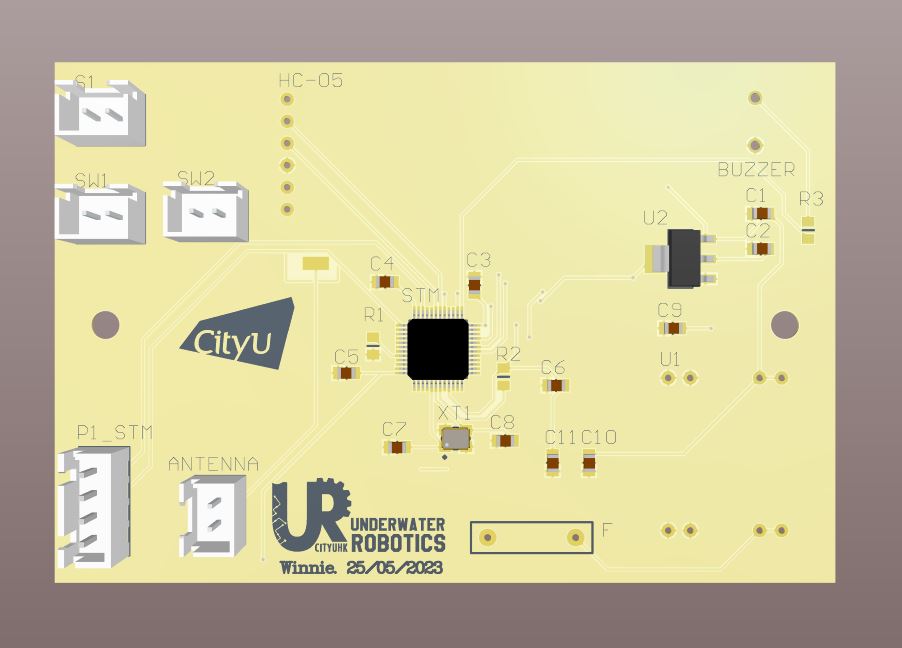 S1
HC-05
BUZZER
SW1
SW2
C1
R3
U2
C2
C4
C3
STM
R1
C9
CityU
C5
R2
C6
U1
P1_STM
C7
XT1
C8
C11
C10
ANTENNA
UR
CITYUHK
UNDERWATER
ROBOTICS
F
Winnie. 25/05/2023